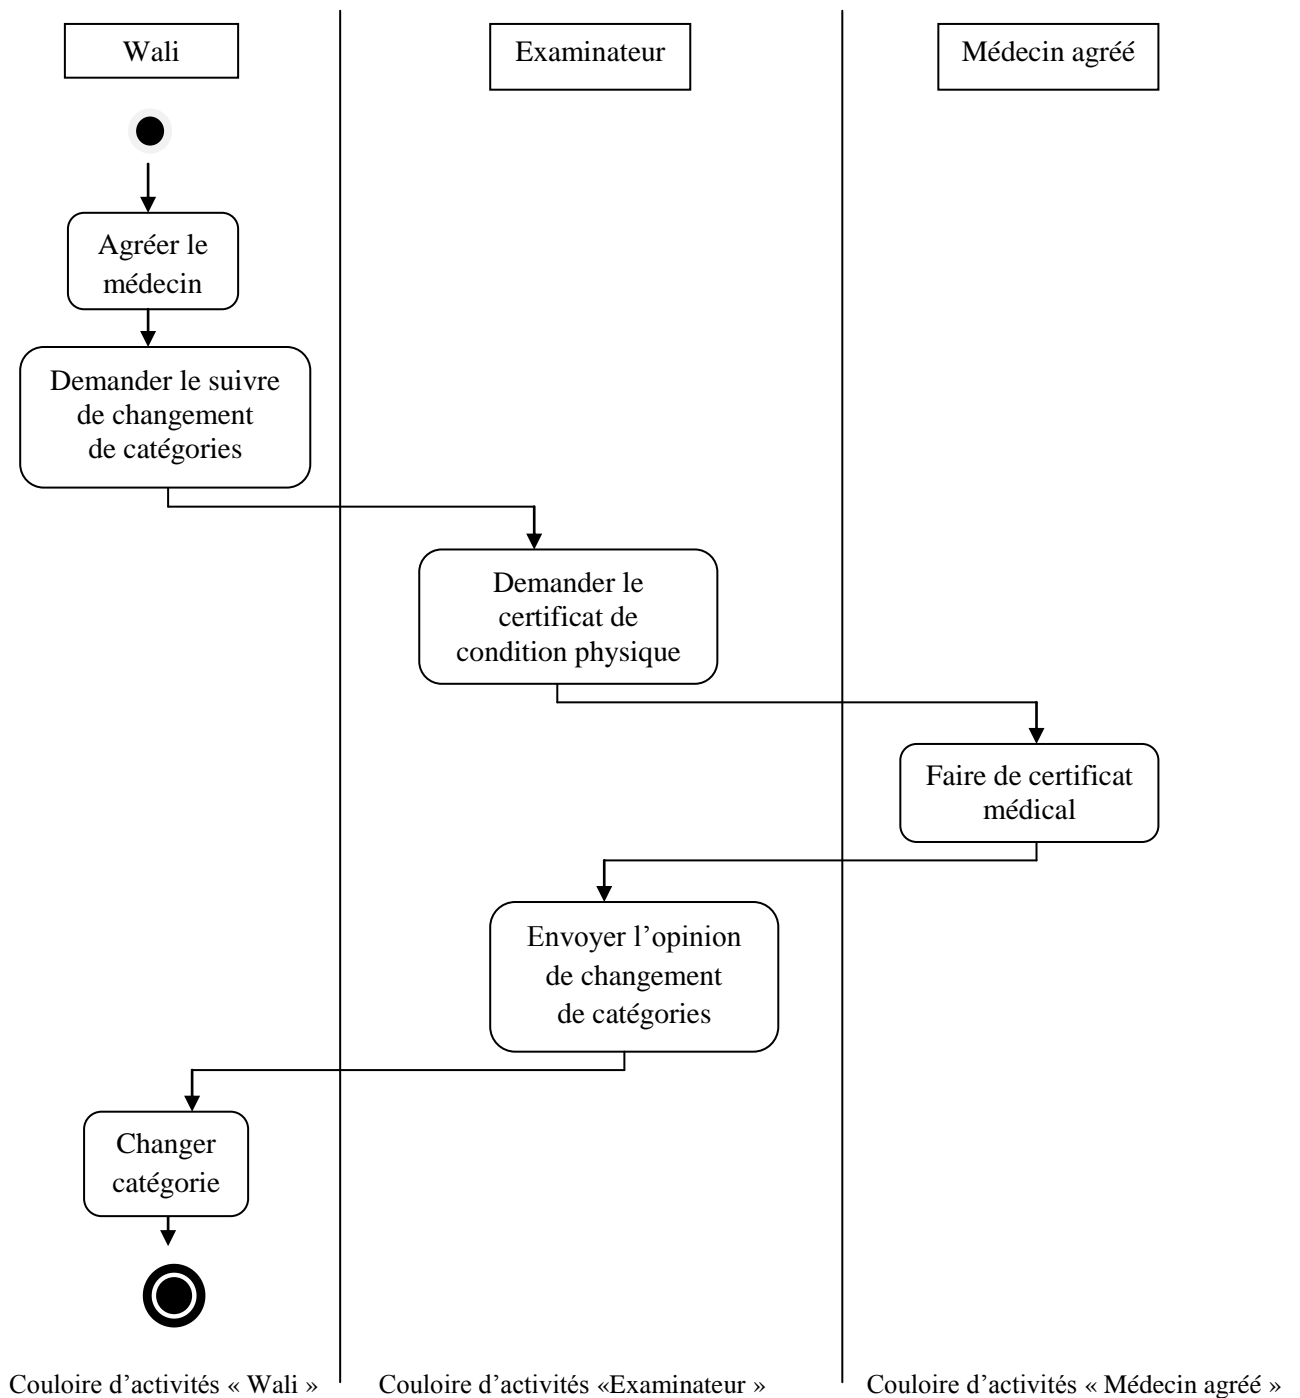 Wali
Examinateur
Médecin agréé
Agréer le
médecin
Demander le suivre
de changement
de catégories
Demander le
certificat de
condition physique
Faire de certificat
médical
Envoyer l’opinion
de changement
de catégories
Changer
catégorie
Couloire d’activités « Wali »
Couloire d’activités «Examinateur »
Couloire d’activités « Médecin agréé »